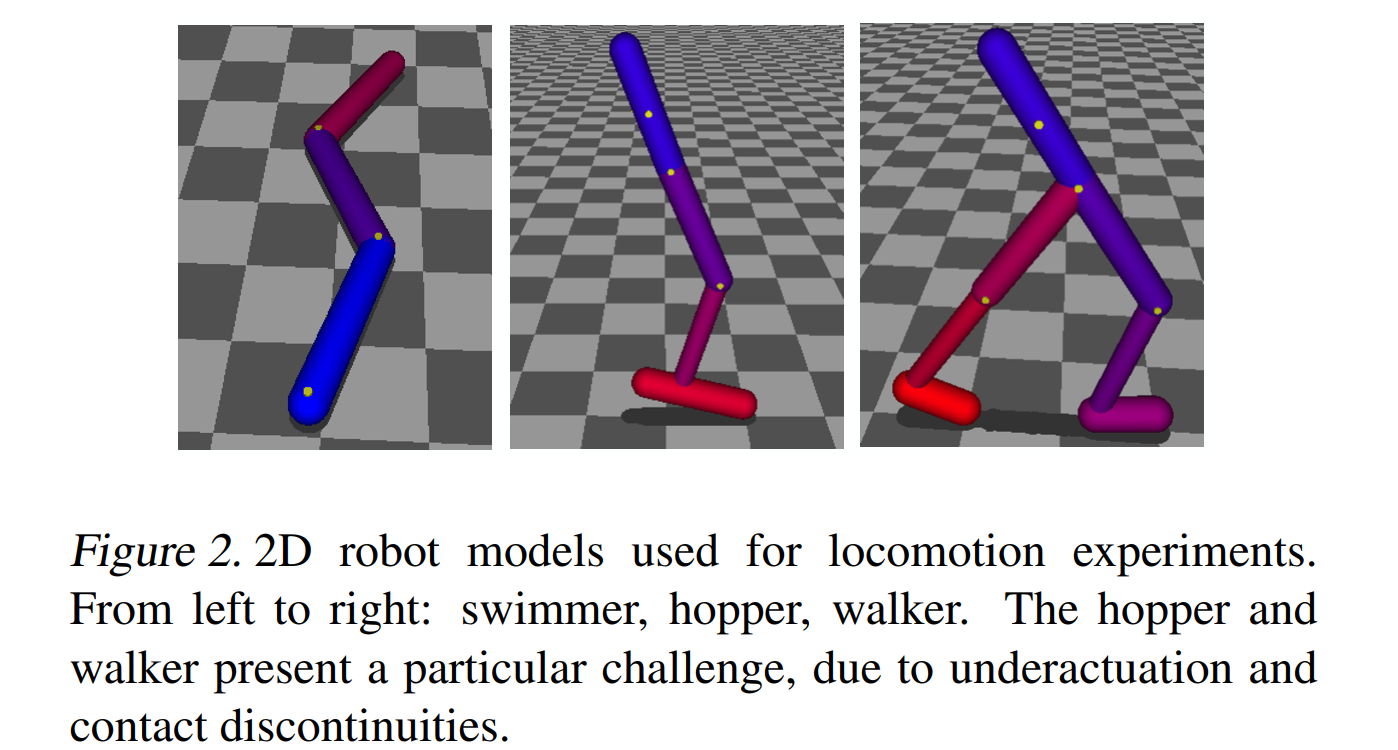 Figure 2. 2D robot models used for locomotion experiments.
From left to right: swimmer, hopper, walker. The hopper and
walker present a particular challenge, due to underactuation and
contact discontinuities.